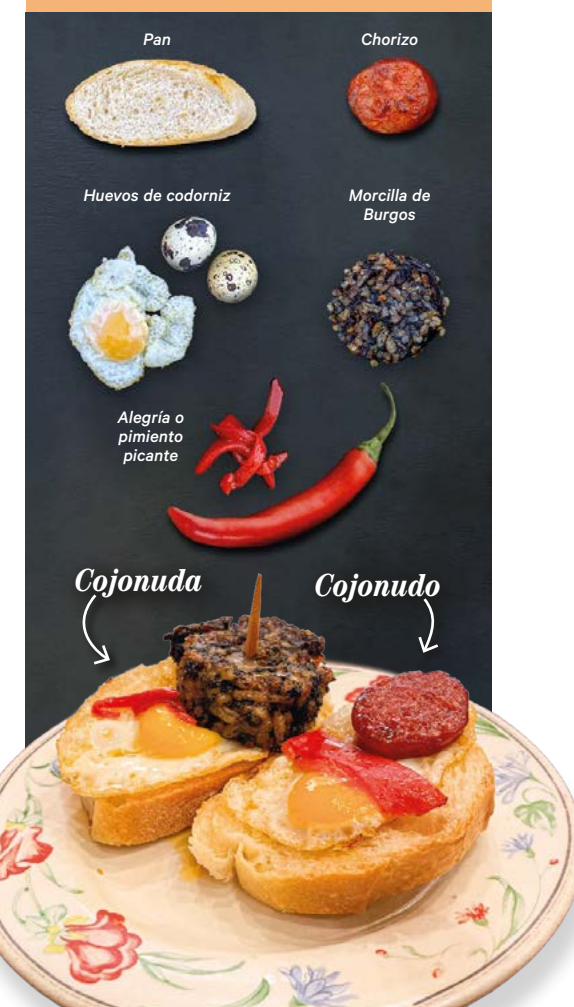 Pan
Chorizo
Huevos de codorniz
Morcilla de
Burgos
Alegría o
pimiento
picante
Cojonuda
Cojonudo